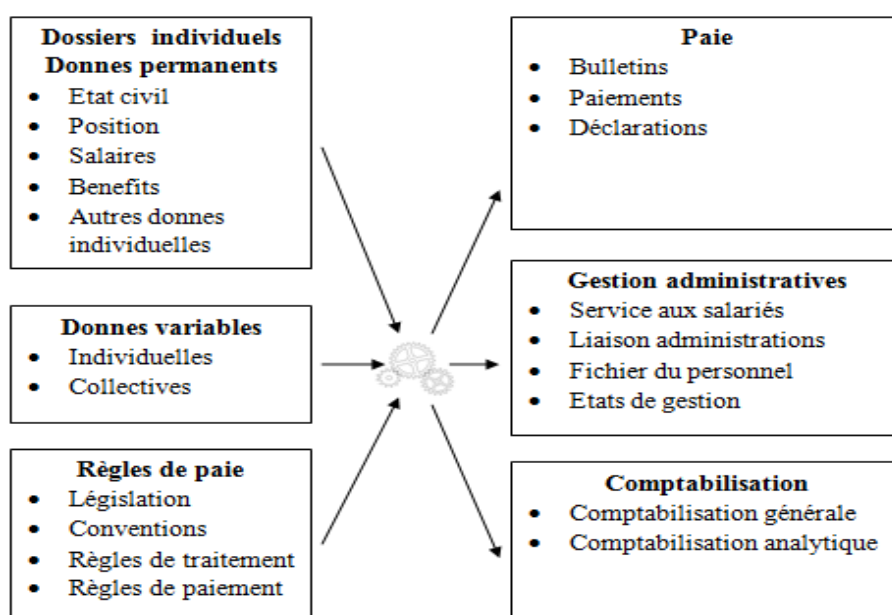 Dossiers individuels
Donnes permanents
• Etat civil
• Position
• Salaires
• Benefits
• Autres donnes
individuelles
Donnes variables
• Individuelles
• Collectives
Règles de paie
• Législation
• Conventions
• Règles de traitement
• Règles de paiement
Paie
• Bulletins
• Paiements
• Déclarations
Gestion administratives
• Service aux salariés
• Liaison administrations
• Fichier du personnel
• Etats de gestion
Comptabilisation
• Comptabilisation générale
• Comptabilisation analytique